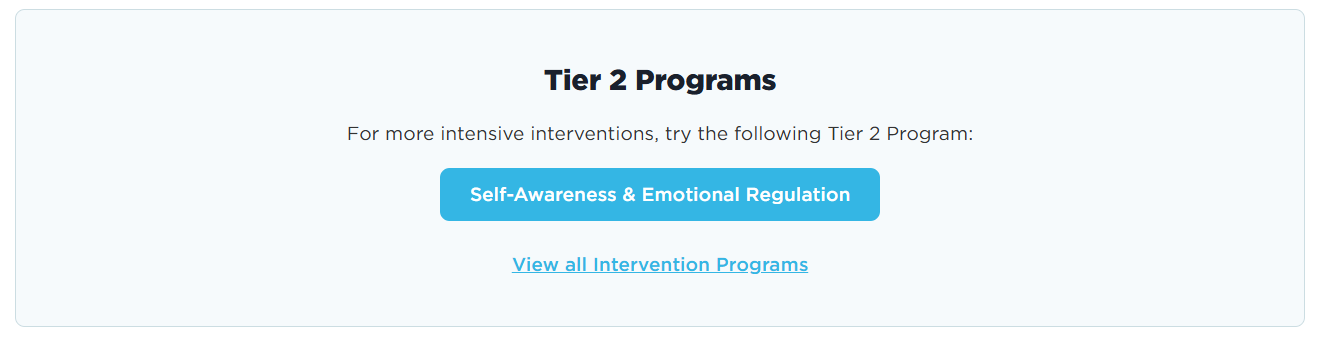 Tier 2 Programs
For more intensive interventions, try the following Tier 2 Program:
Self-Awareness & Emotional Regulation
View all Intervention Programs